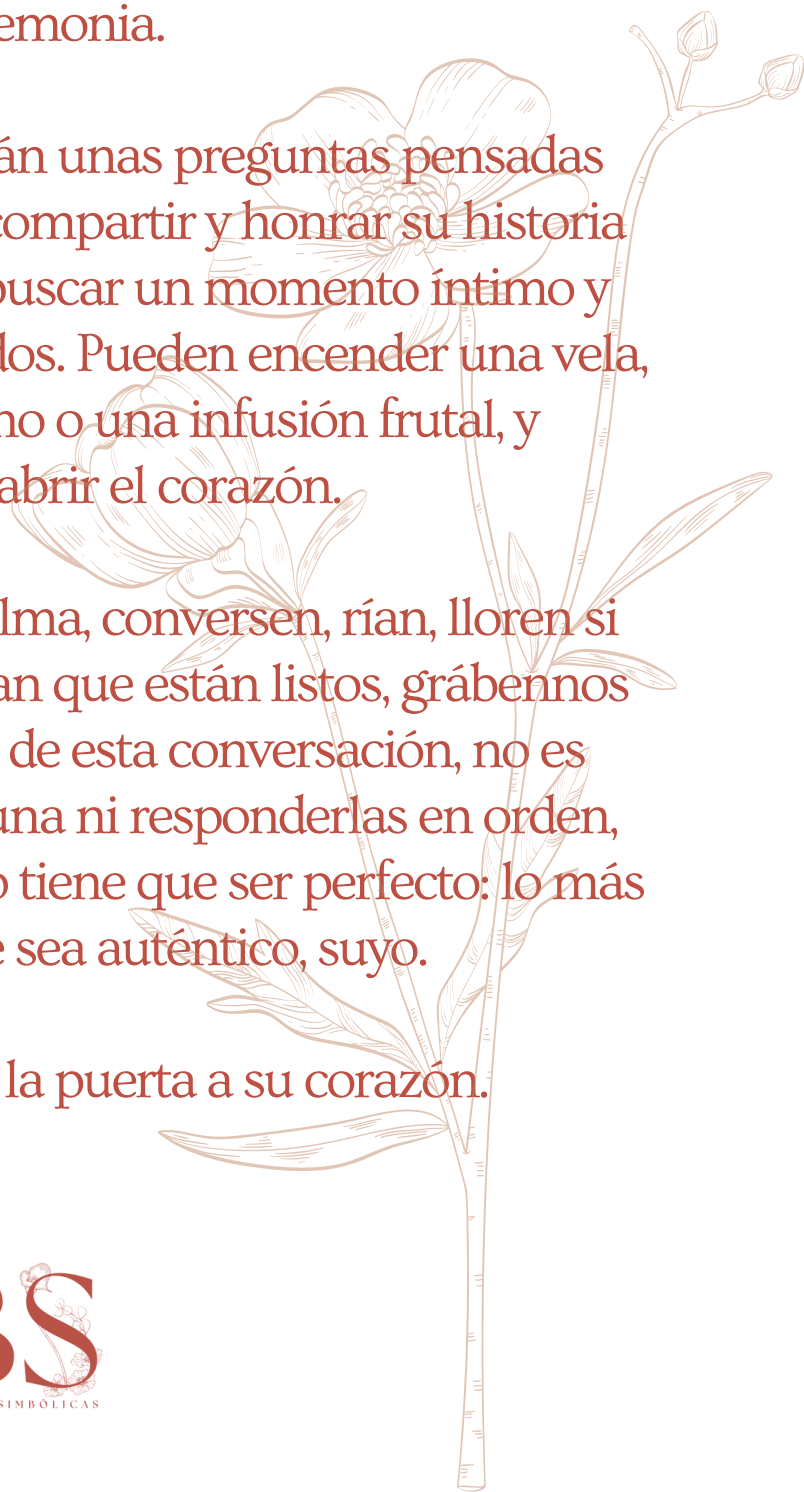 emonia.
án unas preguntas pensadas
compartir y honrar su historia
buscar un momento íntimo y
dos. Pueden encender una vela,
no o una infusión frutal, y
abrir el corazón.
lma, conversen, rían, lloren si
an que están listos, grábennos
de esta conversación, no es
una ni responderlas en orden,
o tiene que ser perfecto: lo más
e sea auténtico, suyo.
la puerta a su corazón.
BS
SIMBÓLICAS